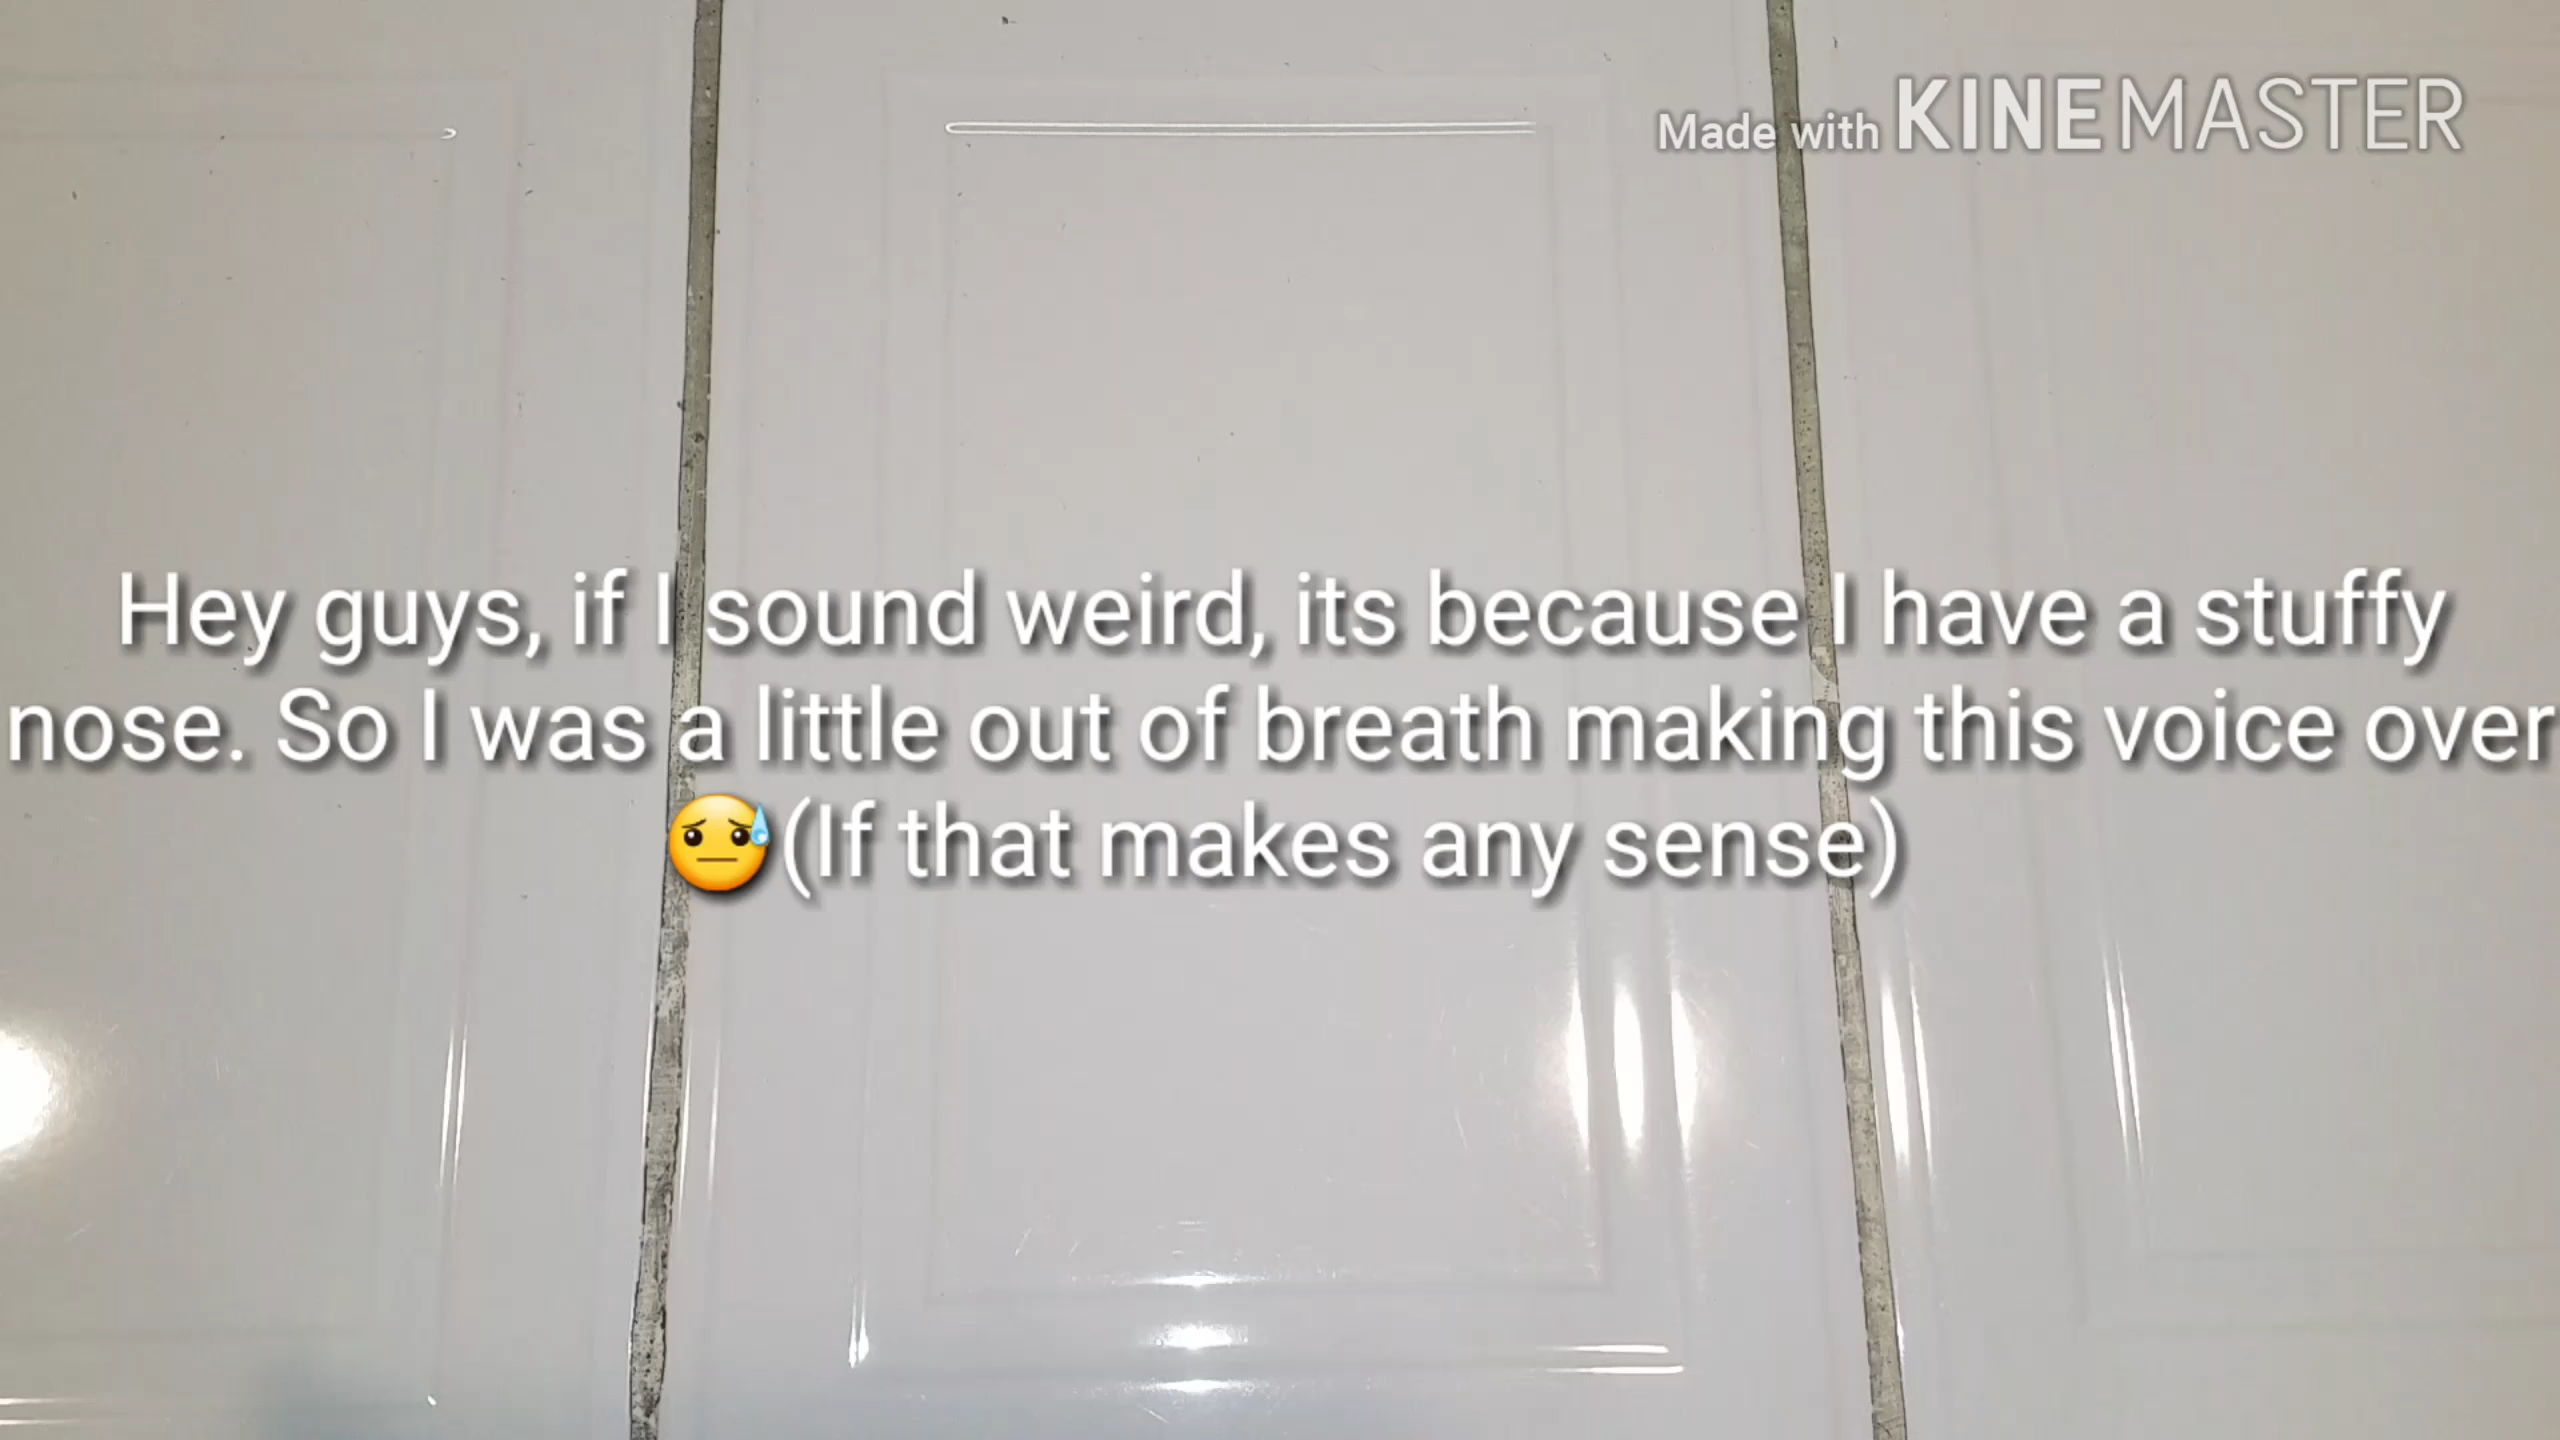 Made with KINEMASTER
Hey guys, if I sound weird, its because I have a stuffy
nose. So I was a little out of breath making this voice over
😓(If that makes any sense)